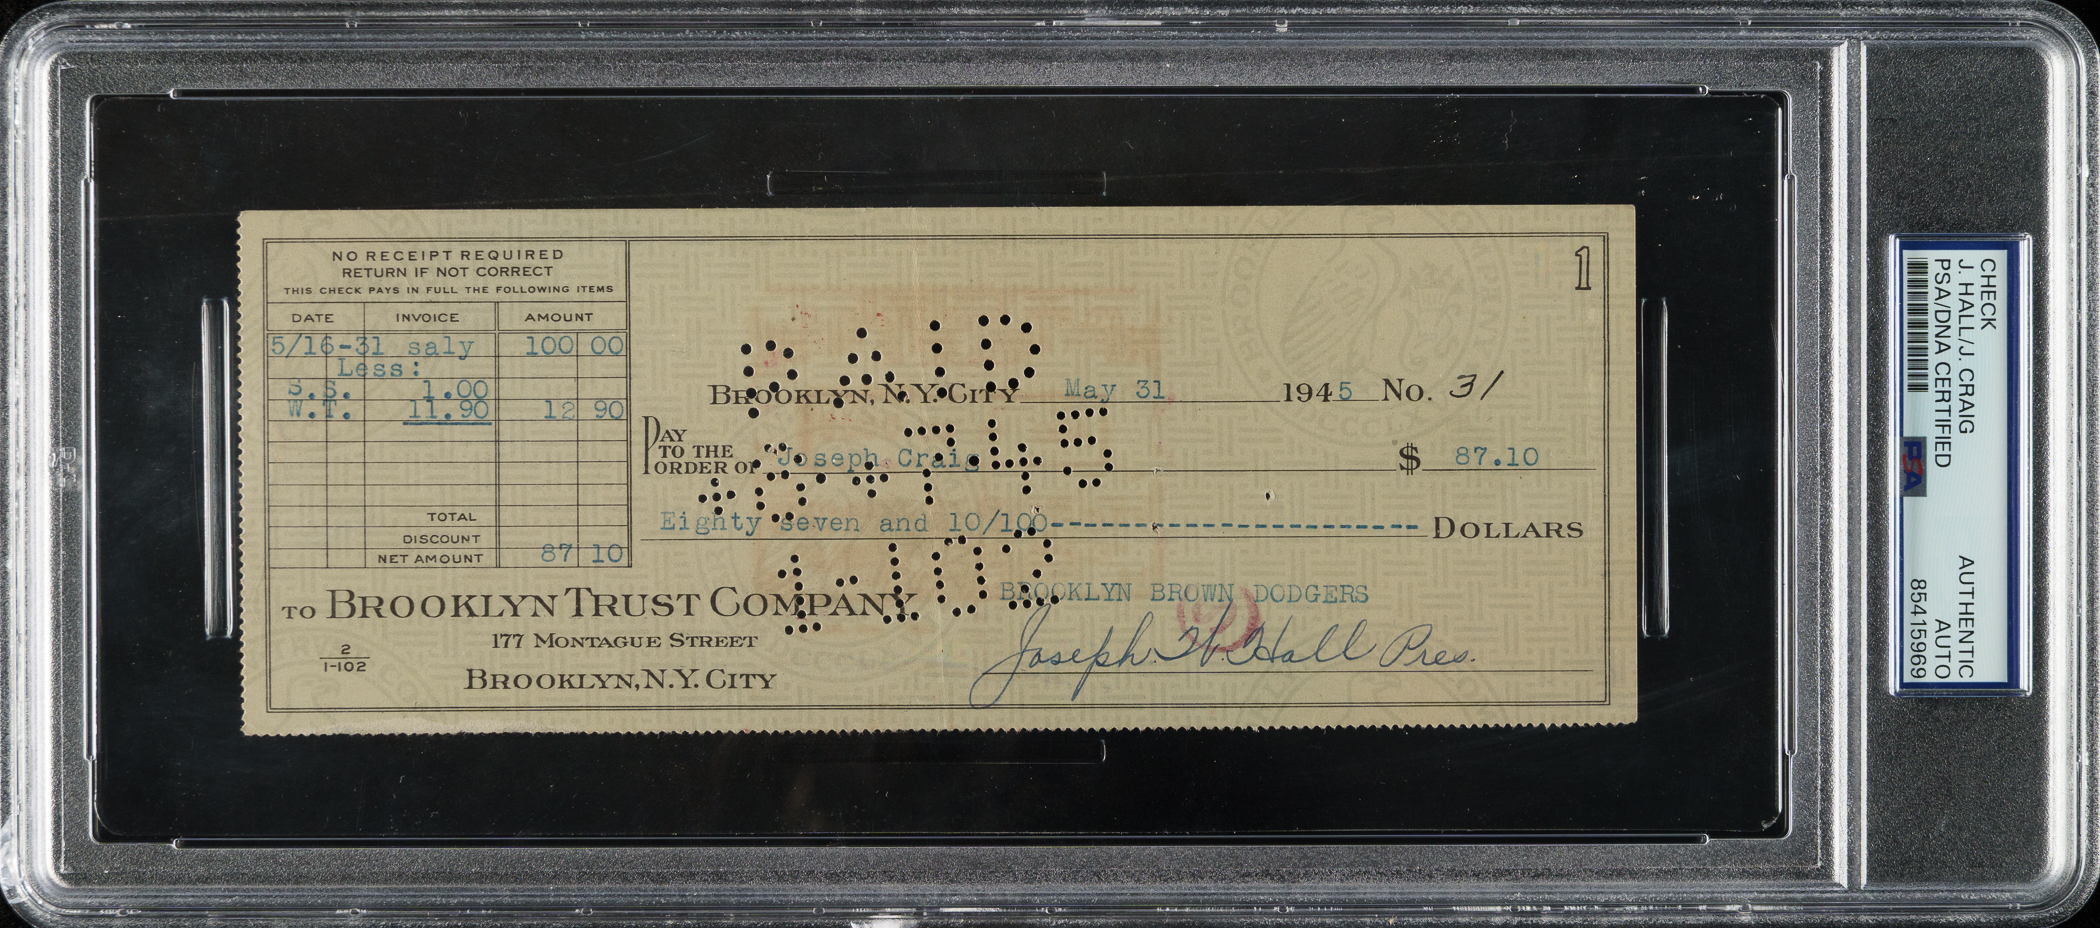 NO RECEIPT REQUIRED
RETURN IF NOT CORRECT
THIS CHECK PAYS IN FULL THE FOLLOWING ITEMS
DATE INVOICE AMOUNT
5/16-31 saly 100 00
Less:
S.S. 1.00
W.T. 11.90 12 90
TOTAL
DISCOUNT
NET AMOUNT 87 10
1
PAID
BROOKLYN, N.Y. CITY May 31 1945 No. 31
PAY TO THE ORDER OF Joseph Craig $ 87.10
Eighty seven and 10/100---------------------- DOLLARS
1-102
BROOKLYN BROWN DODGERS
Joseph W. Hall Pres.
TO BROOKLYN TRUST COMPANY
177 MONTAGUE STREET
BROOKLYN, N.Y. CITY
2
1-102
CHECK
J. HALL/J. CRAIG
PSA/DNA CERTIFIED
AUTHENTIC
AUTO
85415969
PSA